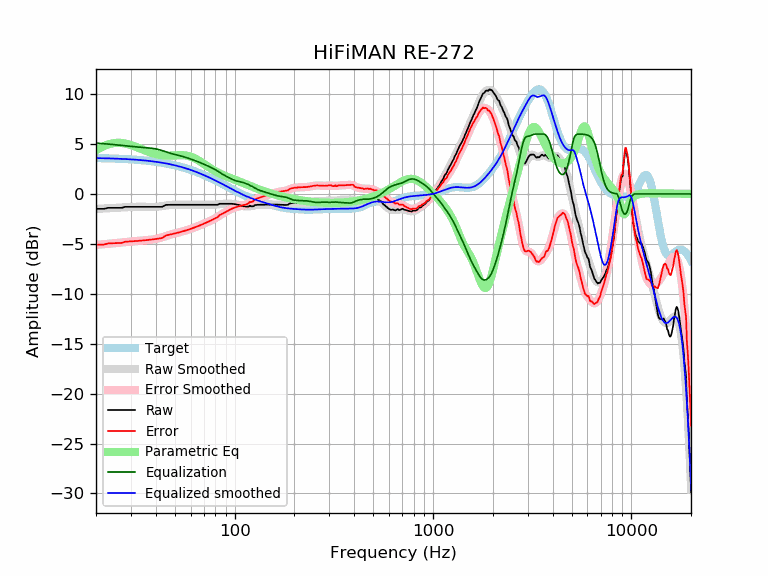 HiFiMAN RE-272
Amplitude (dBr)
10
5
0
−5
−10
−15
−20
−25
−30
Target
Raw Smoothed
Error Smoothed
Raw
Error
Parametric Eq
Equalization
Equalized smoothed
100
1000
10000
Frequency (Hz)